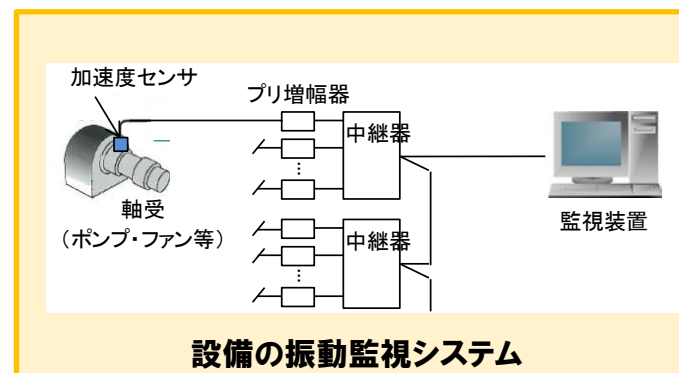 加速度センサ
プリ増幅器
中継器
軸受
（ポンプ・ファン等）
監視装置
中継器
設備の振動監視システム